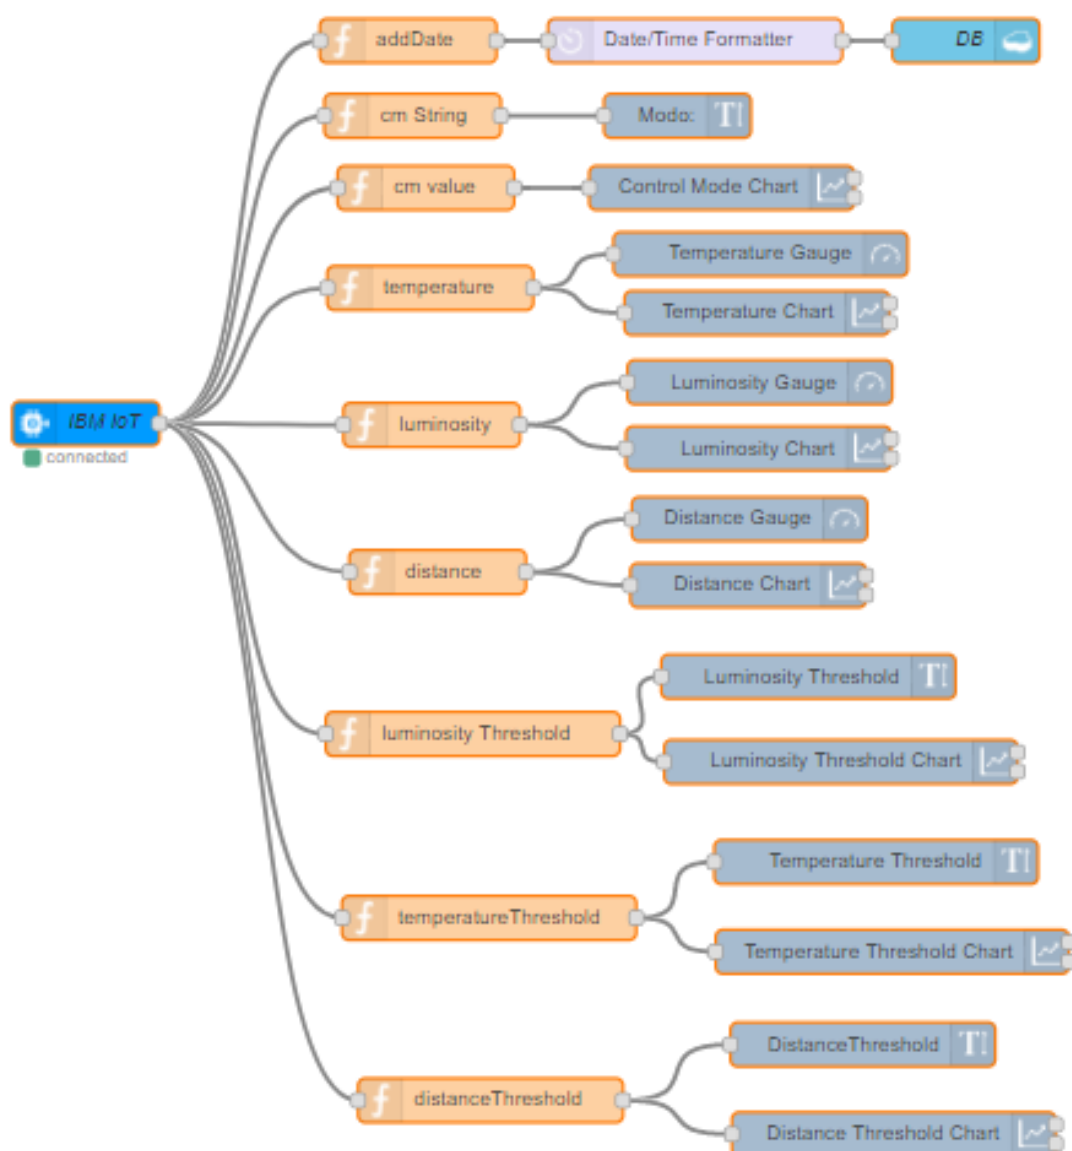 addDate
Date/Time Formatter
DB
cm String
Modo:
cm value
Control Mode Chart
temperature
Temperature Gauge
Temperature Chart
IBM IoT
connected
luminosity
Luminosity Gauge
Luminosity Chart
distance
Distance Gauge
Distance Chart
luminosity Threshold
Luminosity Threshold
Luminosity Threshold Chart
temperatureThreshold
Temperature Threshold
Temperature Threshold Chart
distanceThreshold
DistanceThreshold
Distance Threshold Chart